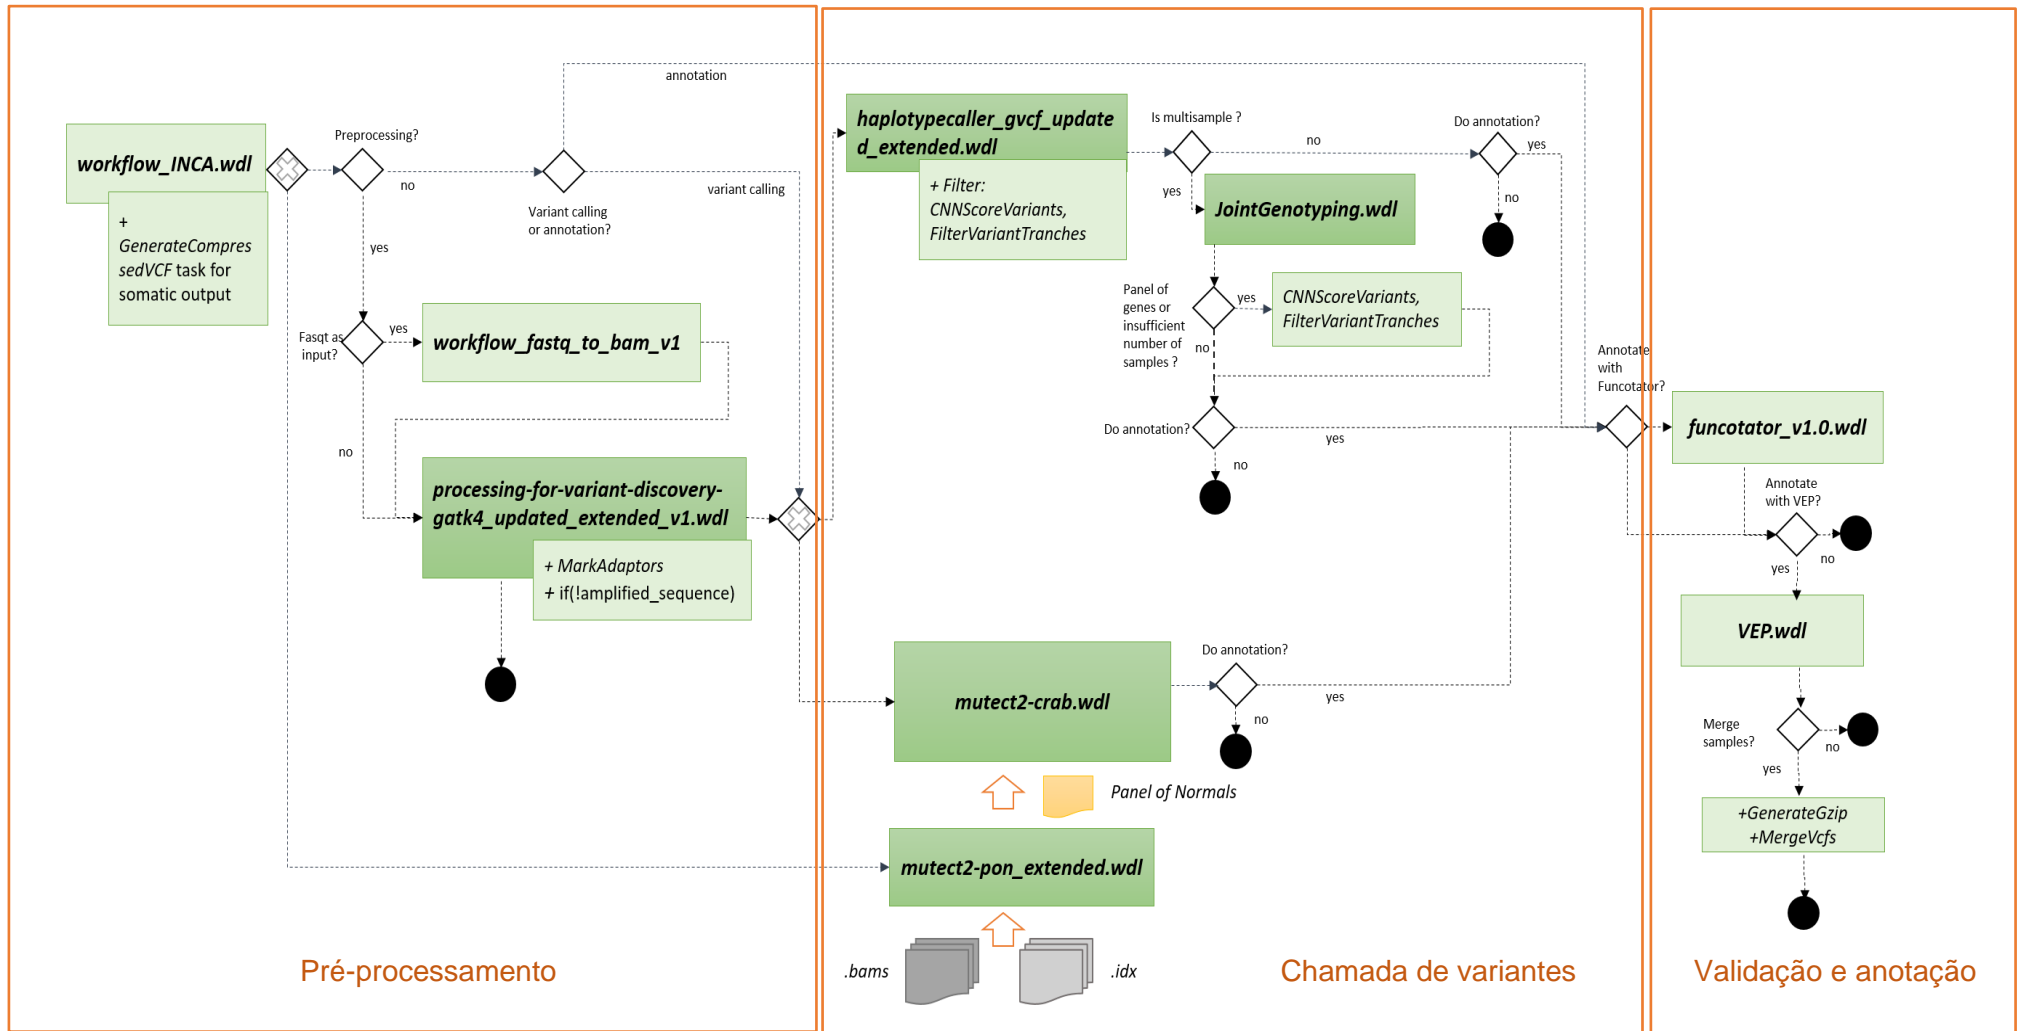 workflow_INCA.wdl
+
GenerateCompres
sedVCF task for
somatic output
Preprocessing?
no
yes
Fasqt as
input?
yes
no
workflow_fastq_to_bam_v1
processing-for-variant-discovery-
gatk4_updated_extended_v1.wdl
+ MarkAdaptors
+ if(!amplified_sequence)
Variant calling
or annotation?
annotation
variant calling
Pré-processamento
haplotypecaller_gvcf_update
d_extended.wdl
+ Filter:
CNNScoreVariants,
FilterVariantTranches
Is multisample ?
no
yes
Do annotation?
yes
no
JointGenotyping.wdl
Panel of
genes or
insufficient
number of
samples ?
yes
no
CNNScoreVariants,
FilterVariantTranches
Do annotation?
yes
no
mutect2-crab.wdl
Do annotation?
yes
no
Panel of Normals
mutect2-pon_extended.wdl
.bams
.idx
Chamada de variantes
Annotate
with
Funcotator?
funcotator_v1.0.wdl
Annotate
with VEP?
no
yes
VEP.wdl
Merge
samples?
no
yes
+GenerateGzip
+MergeVcfs
Validação e anotação